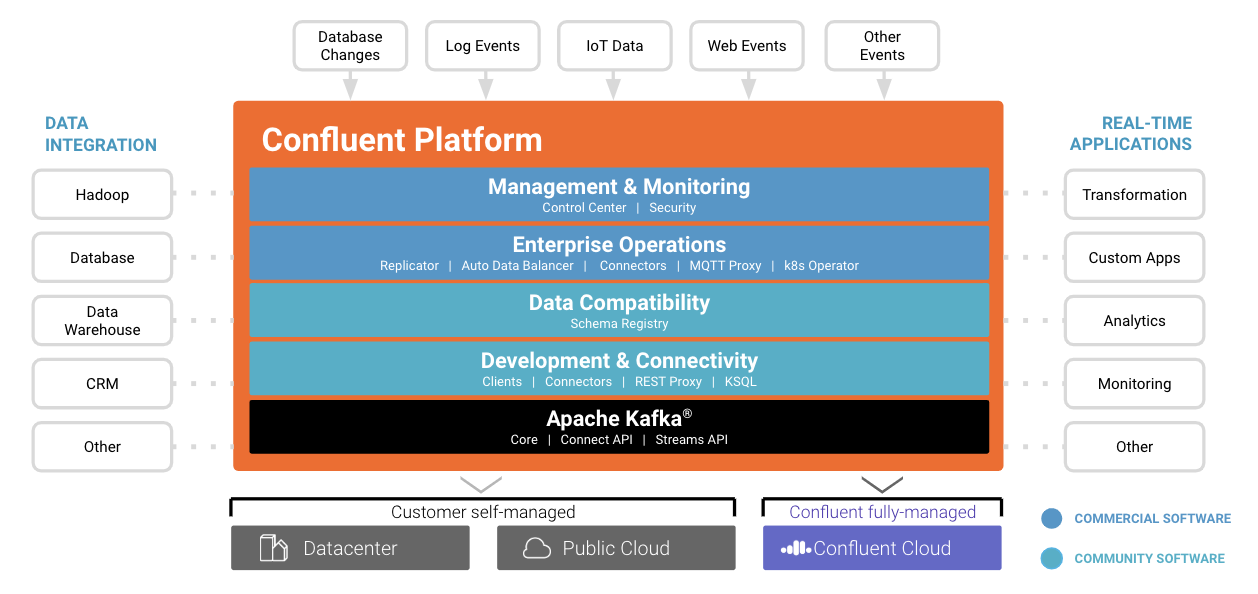 Database
Changes
Log Events
IoT Data
Web Events
Other
Events
DATA
INTEGRATION
Hadoop
Database
Data
Warehouse
CRM
Other
Confluent Platform
Management & Monitoring
Control Center | Security
Enterprise Operations
Replicator | Auto Data Balancer | Connectors | MQTT Proxy | k8s Operator
Data Compatibility
Schema Registry
Development & Connectivity
Clients | Connectors | REST Proxy | KSQL
Apache Kafka®
Core | Connect API | Streams API
REAL-TIME
APPLICATIONS
Transformation
Custom Apps
Analytics
Monitoring
Other
Customer self-managed
Datacenter
Public Cloud
Confluent fully-managed
Confluent Cloud
COMMERCIAL SOFTWARE
COMMUNITY SOFTWARE